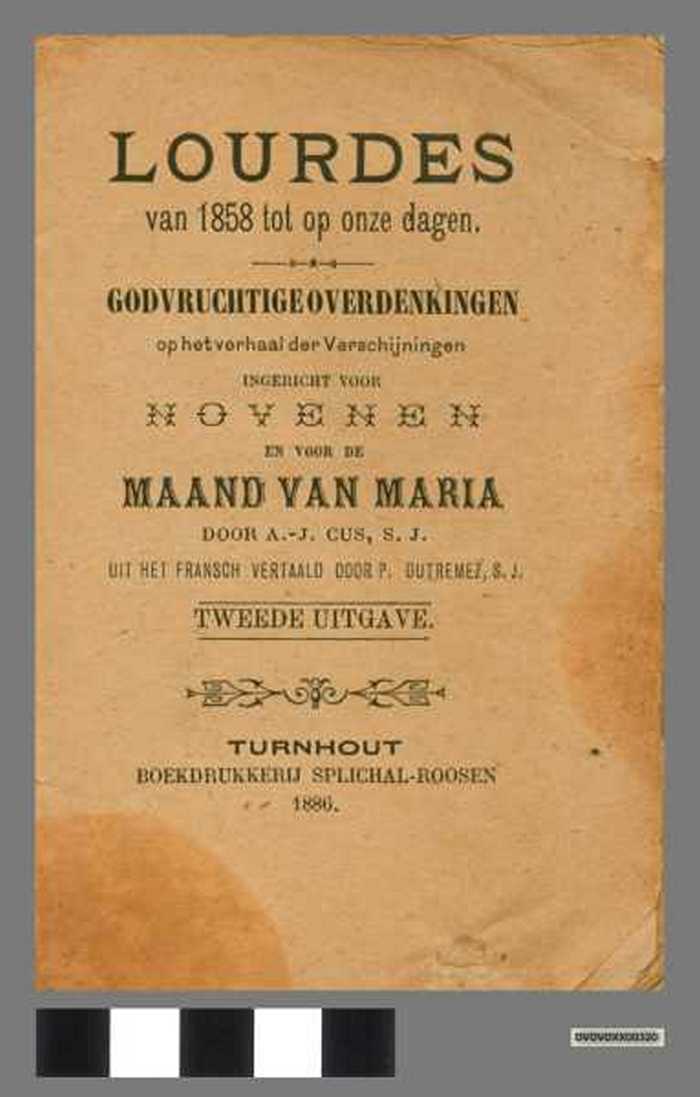 LOURDES
van 1858 tot op onze dagen.
GODVRUCHTIGE OVERDENKINGEN
op het verhaal der Verschijningen
INGERICHT VOOR
NOVENEN
EN VOOR DE
MAAND VAN MARIA
DOOR A.-J. CUS, S. J.
UIT HET FRANSCH VERTAALD DOOR P. DUTREMEZ, S. J.
TWEEDE UITGAVE.
TURNHOUT
BOEKDRUKKERIJ SPLICHAL-ROOSEN
1886.